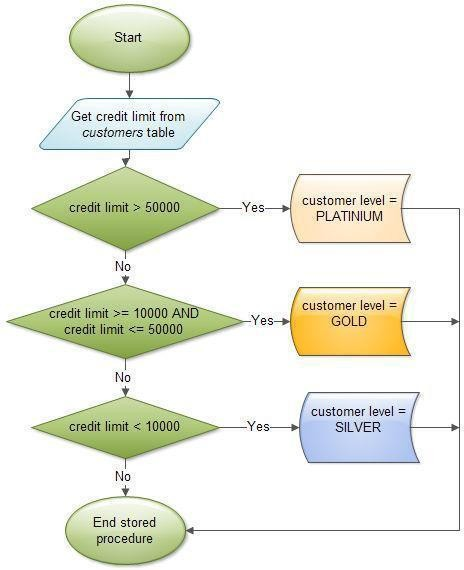 Start
Get credit limit from
customers table
credit limit > 50000
Yes
customer level =
PLATINIUM
No
credit limit >= 10000 AND
credit limit <= 50000
Yes
customer level =
GOLD
No
credit limit < 10000
Yes
customer level =
SILVER
No
End stored
procedure